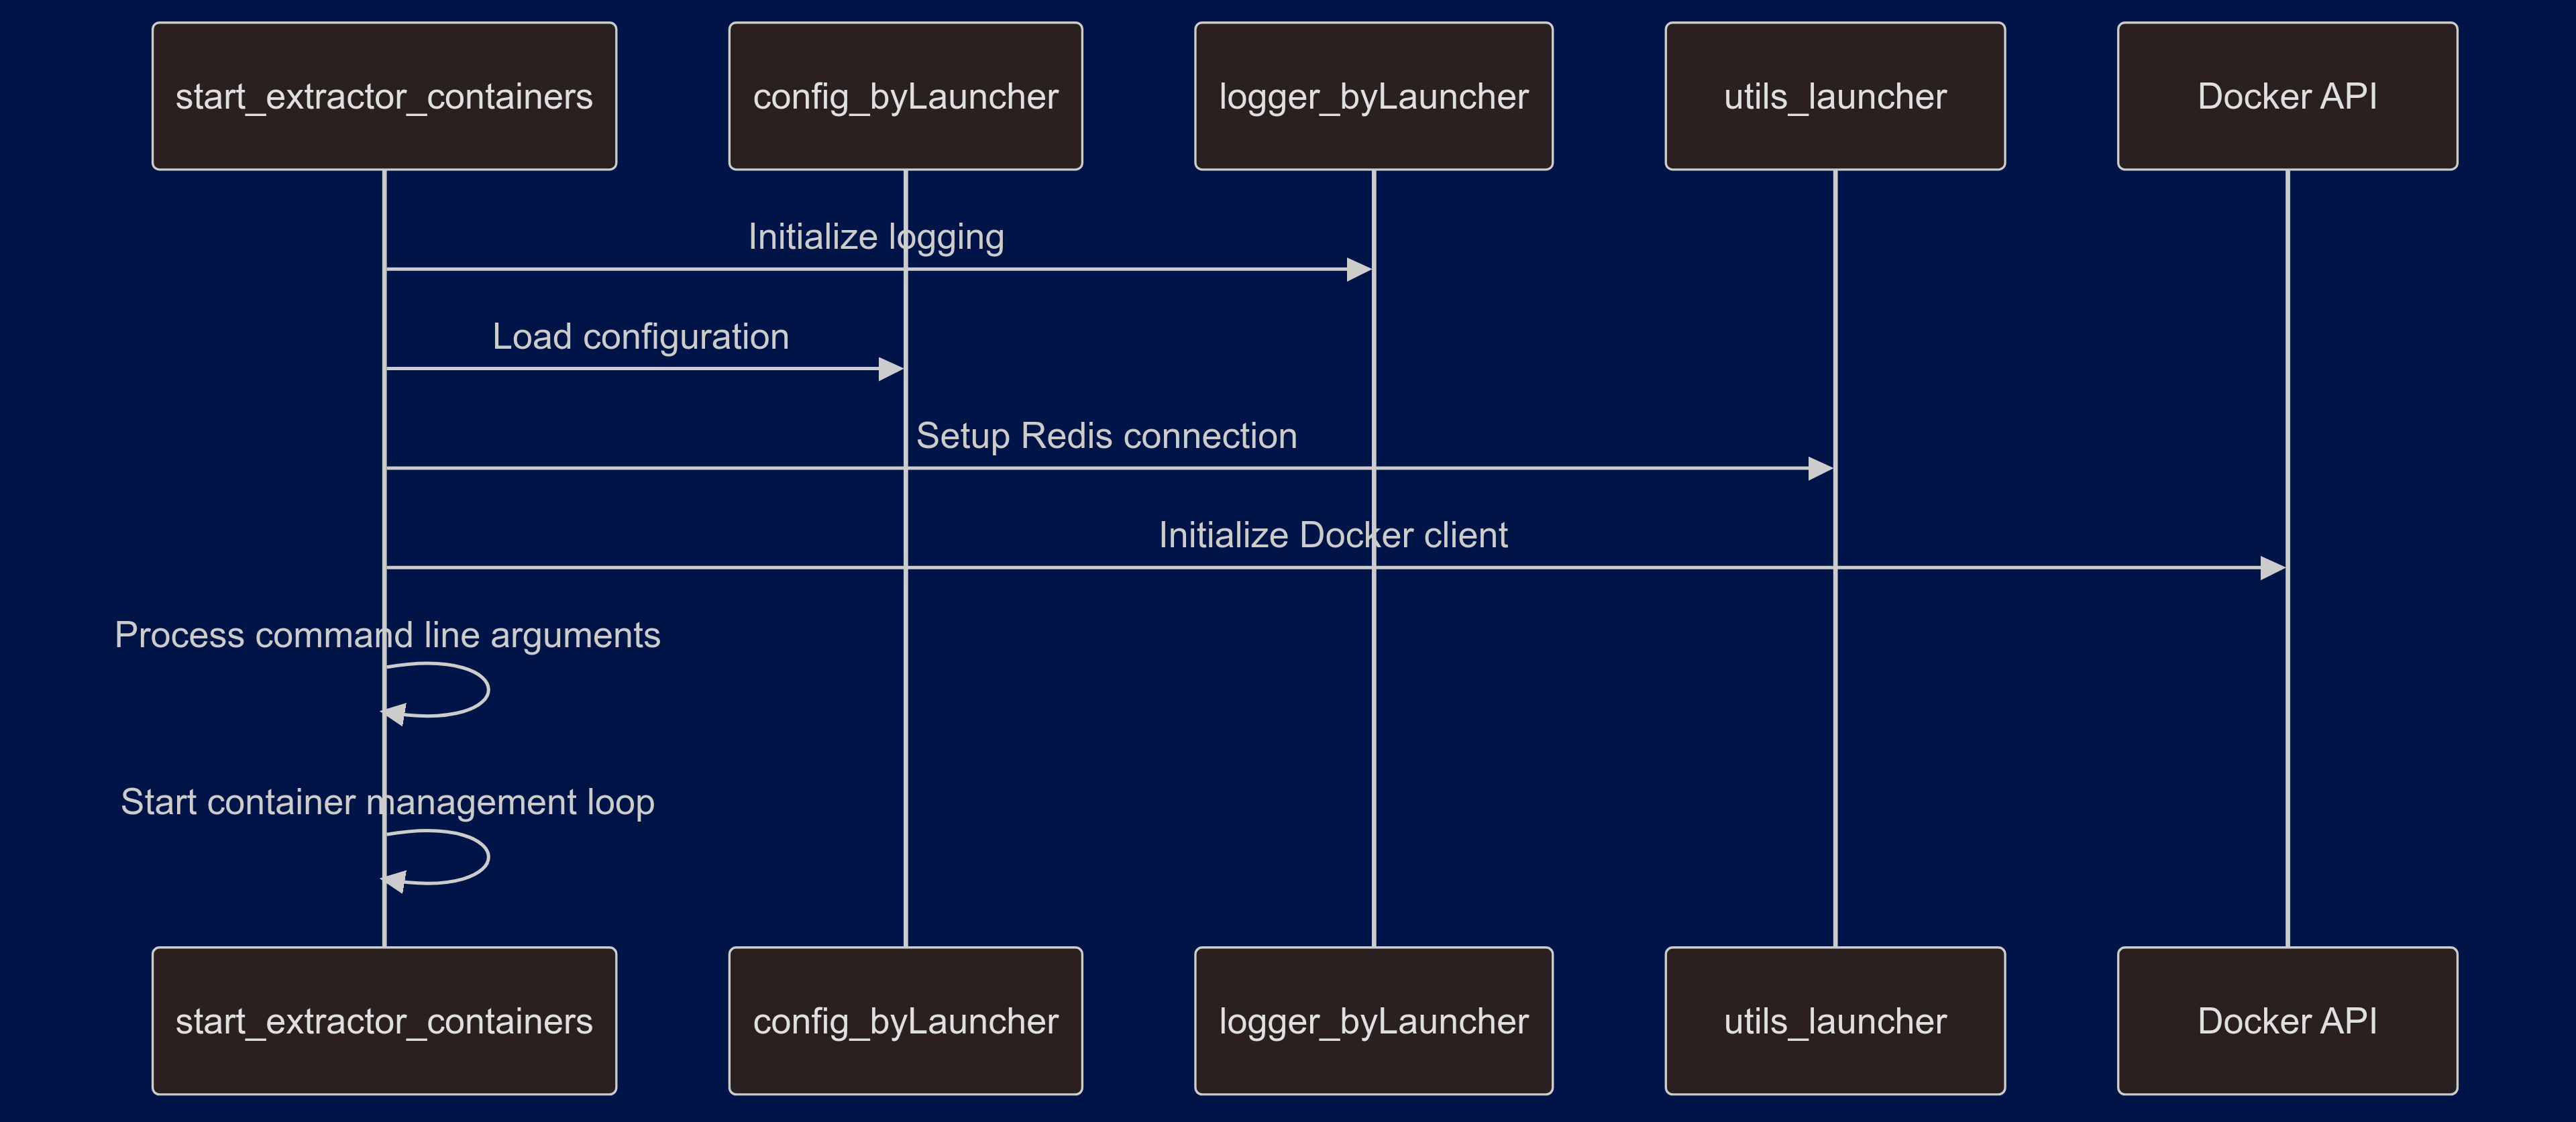 start_extractor_containers
config_byLauncher
logger_byLauncher
utils_launcher
Docker API
Initialize logging
Load configuration
Setup Redis connection
Initialize Docker client
Process command line arguments
Start container management loop
start_extractor_containers
config_byLauncher
logger_byLauncher
utils_launcher
Docker API